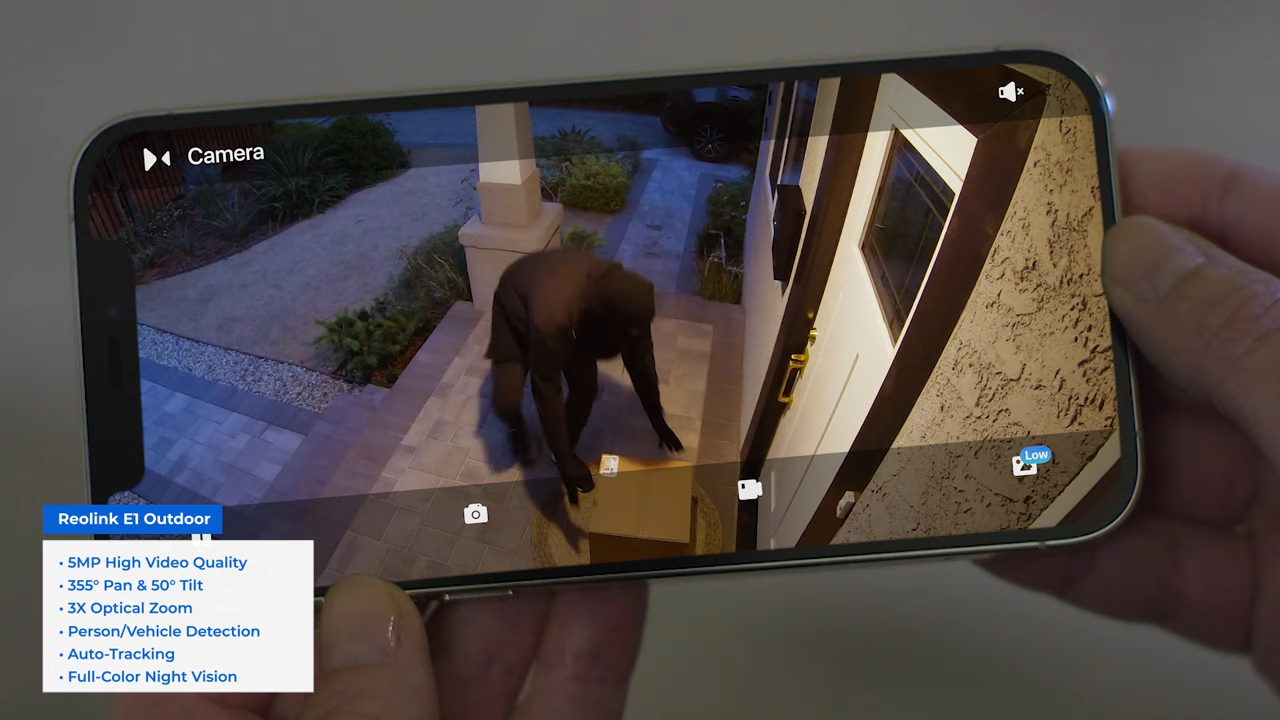 Camera
Low
Reolink E1 Outdoor
• 5MP High Video Quality
• 355° Pan & 50° Tilt
• 3X Optical Zoom
• Person/Vehicle Detection
• Auto-Tracking
• Full-Color Night Vision